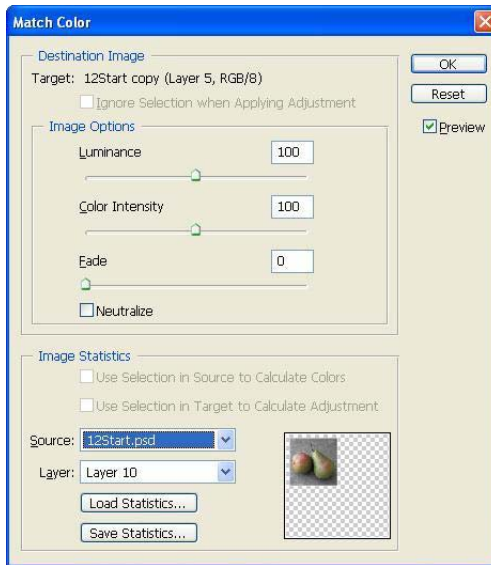 Match Color
Destination Image
Target: 12Start copy (Layer 5, RGB/8)
Ignore Selection when Applying Adjustment
Image Options
Luminance 100
Color Intensity 100
Fade 0
Neutralize
OK
Reset
Preview
Image Statistics
Use Selection in Source to Calculate Colors
Use Selection in Target to Calculate Adjustment
Source: 12Start.psd
Layer: Layer 10
Load Statistics...
Save Statistics...